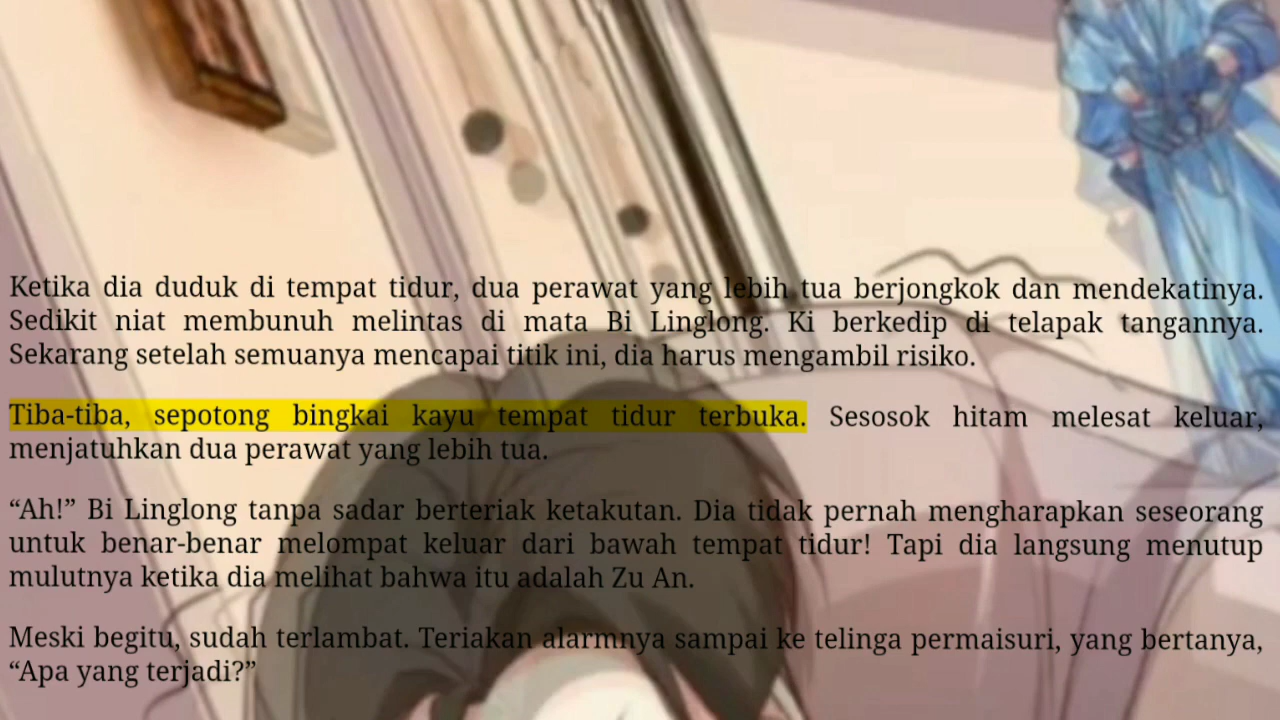 Ketika dia duduk di tempat tidur, dua perawat yang lebih tua berjongkok dan mendekatinya.
Sedikit niat membunuh melintas di mata Bi Linglong. Ki berkedip di telapak tangannya.
Sekarang setelah semuanya mencapai titik ini, dia harus mengambil risiko.
Tiba-tiba, sepotong bingkai kayu tempat tidur terbuka. Sesosok hitam melesat keluar,
menjatuhkan dua perawat yang lebih tua.
“Ah!” Bi Linglong tanpa sadar berteriak ketakutan. Dia tidak pernah mengharapkan seseorang
untuk benar-benar melompat keluar dari bawah tempat tidur! Tapi dia langsung menutup
mulutnya ketika dia melihat bahwa itu adalah Zu An.
Meski begitu, sudah terlambat. Teriakan alarmnya sampai ke telinga permaisuri, yang bertanya,
“Apa yang terjadi?”